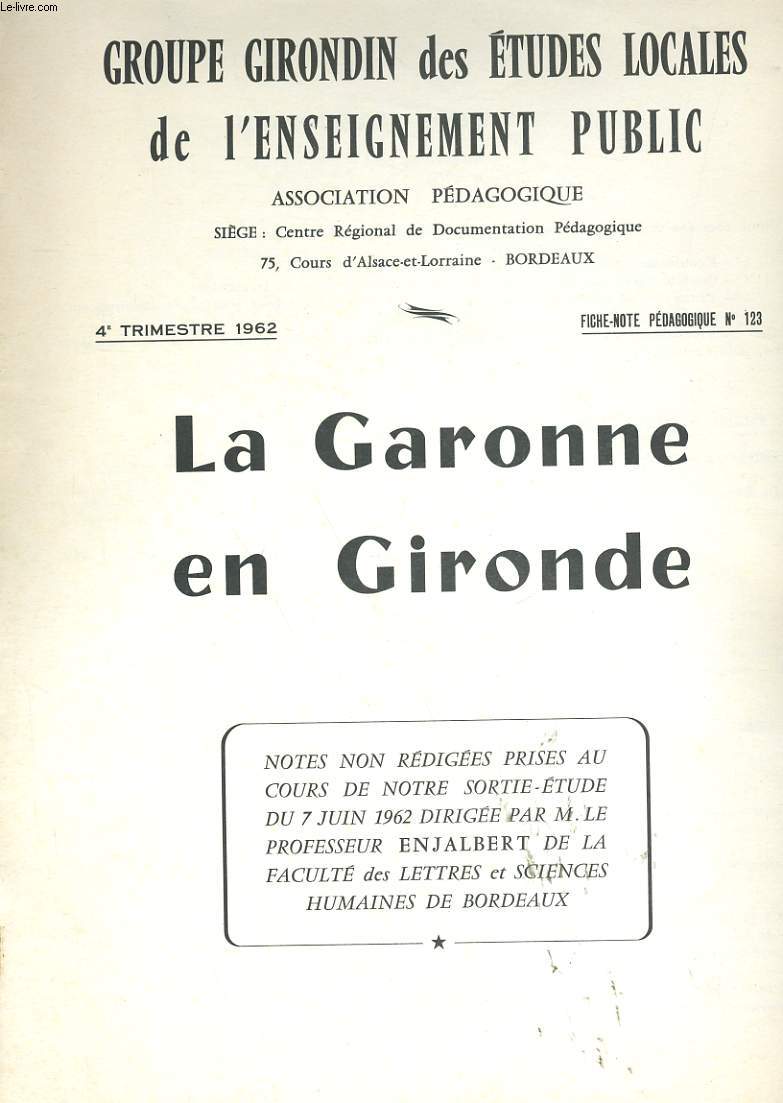 Le-livre.com
GROUPE GIRONDIN des ÉTUDES LOCALES
de l'ENSEIGNEMENT PUBLIC
ASSOCIATION PÉDAGOGIQUE
SIÈGE : Centre Régional de Documentation Pédagogique
75, Cours d'Alsace-et-Lorraine - BORDEAUX
4e TRIMESTRE 1962
FICHE-NOTE PÉDAGOGIQUE No 123
La Garonne
en Gironde
NOTES NON RÉDIGÉES PRISES AU
COURS DE NOTRE SORTIE-ÉTUDE
DU 7 JUIN 1962 DIRIGÉE PAR M. LE
PROFESSEUR ENJALBERT DE LA
FACULTÉ des LETTRES et SCIENCES
HUMAINES DE BORDEAUX